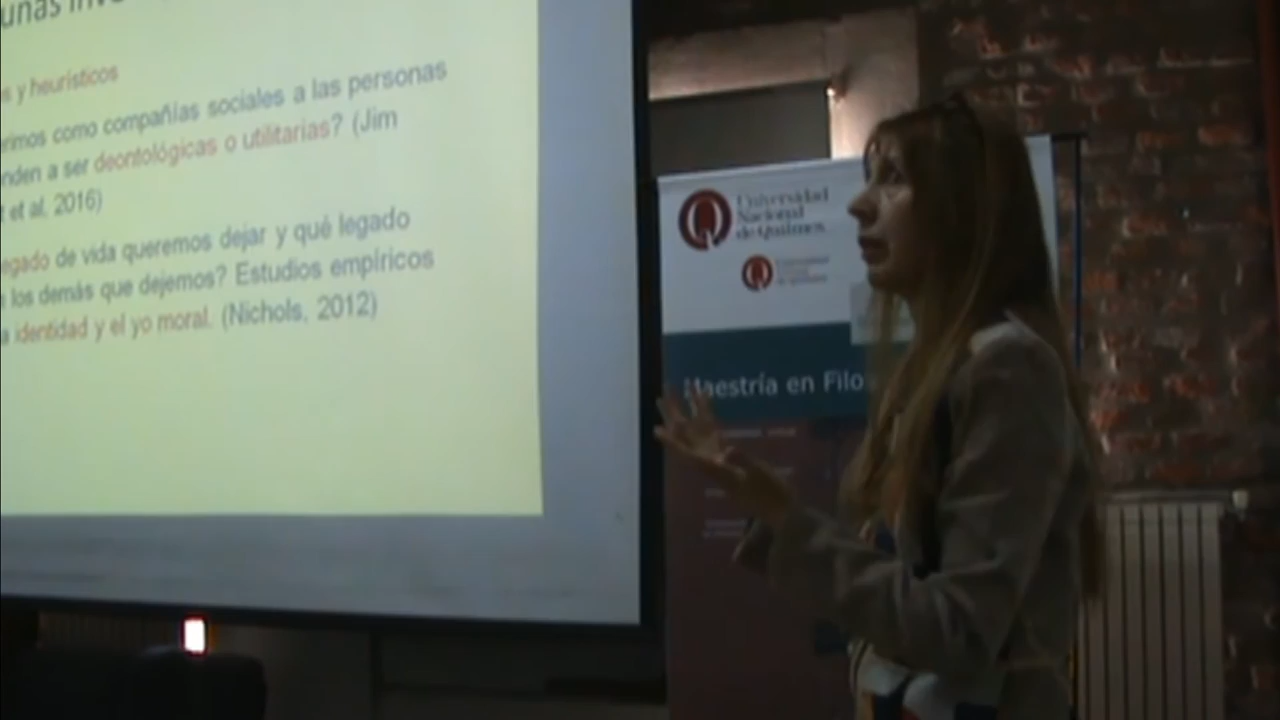 unas inv
s y heurísticos
erimos como compañías sociales a las personas
nden a ser deontológicas o utilitarias? (Jim
t et al, 2016)
egado de vida queremos dejar y qué legado
los demás que dejemos? Estudios empíricos
a identidad y el yo moral. (Nichols, 2012)
Universidad
Nacional
de Quilmes
Maestría en Filo